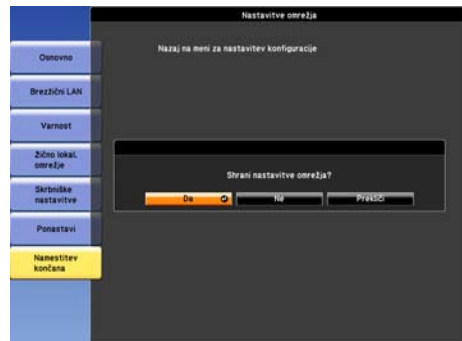 Nastavitve omrežja
Nazaj na meni za nastavitev konfiguracije
Osnovno
Brezžični LAN
Varnost
Žično lokal.
omrežje
Skrbniške
nastavitve
Ponastavi
Namestitev
končana
Shrani nastavitve omrežja?
Da
Ne
Prekliči